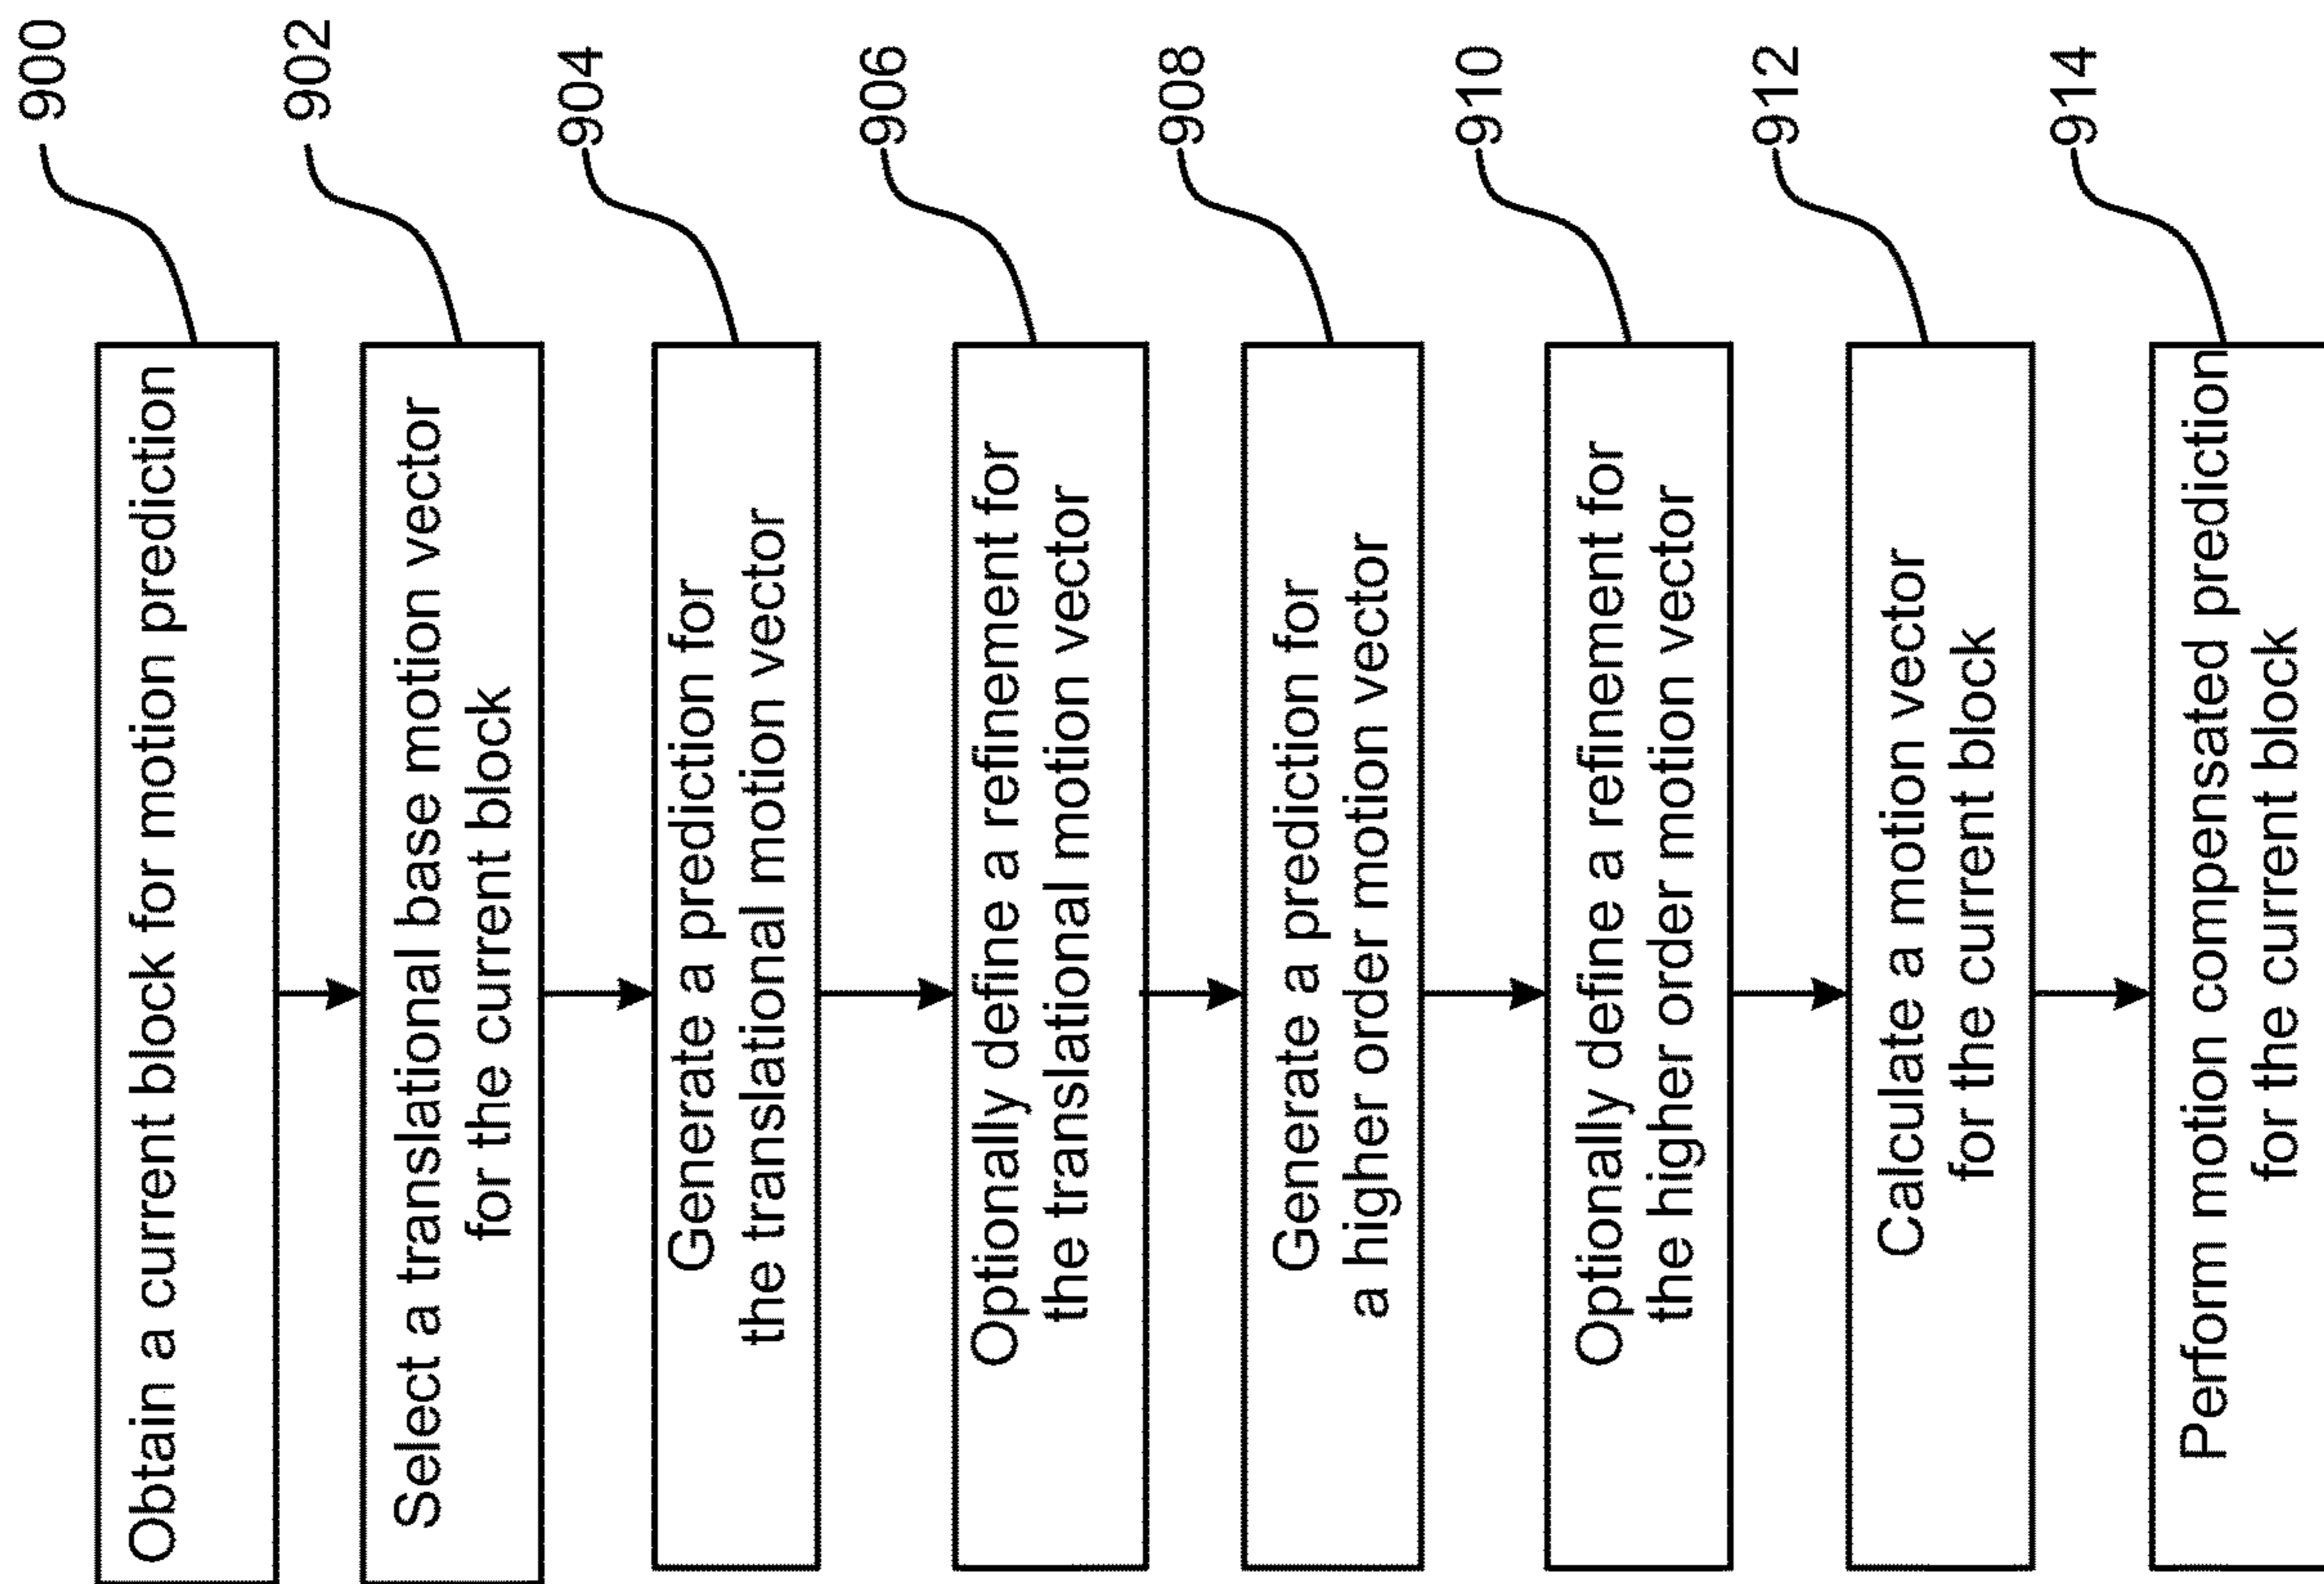 Obtain a current block for motion prediction
900
Select a translational base motion vector
for the current block
902
Generate a prediction for
the translational motion vector
904
Optionally define a refinement for
the translational motion vector
906
Generate a prediction for
a higher order motion vector
908
Optionally define a refinement for
the higher order motion vector
910
Calculate a motion vector
for the current block
912
Perform motion compensated prediction
for the current block
914